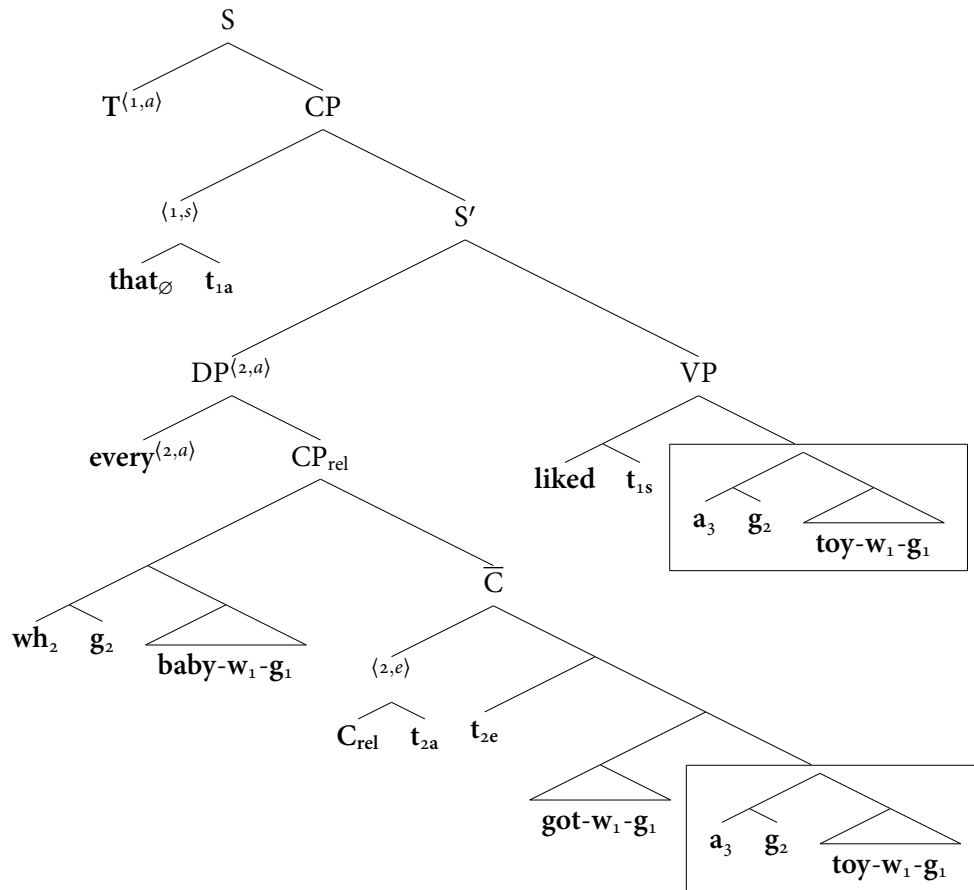 S
T⟨1,a⟩ CP
⟨1,s⟩ S′
that∅ t1a
DP⟨2,a⟩ VP
every⟨2,a⟩ CPrel liked t1s
a3 g2
toy-w1-g1
C̅
wh2 g2
baby-w1-g1
⟨2,e⟩
Crel t2a t2e
got-w1-g1
a3 g2
toy-w1-g1